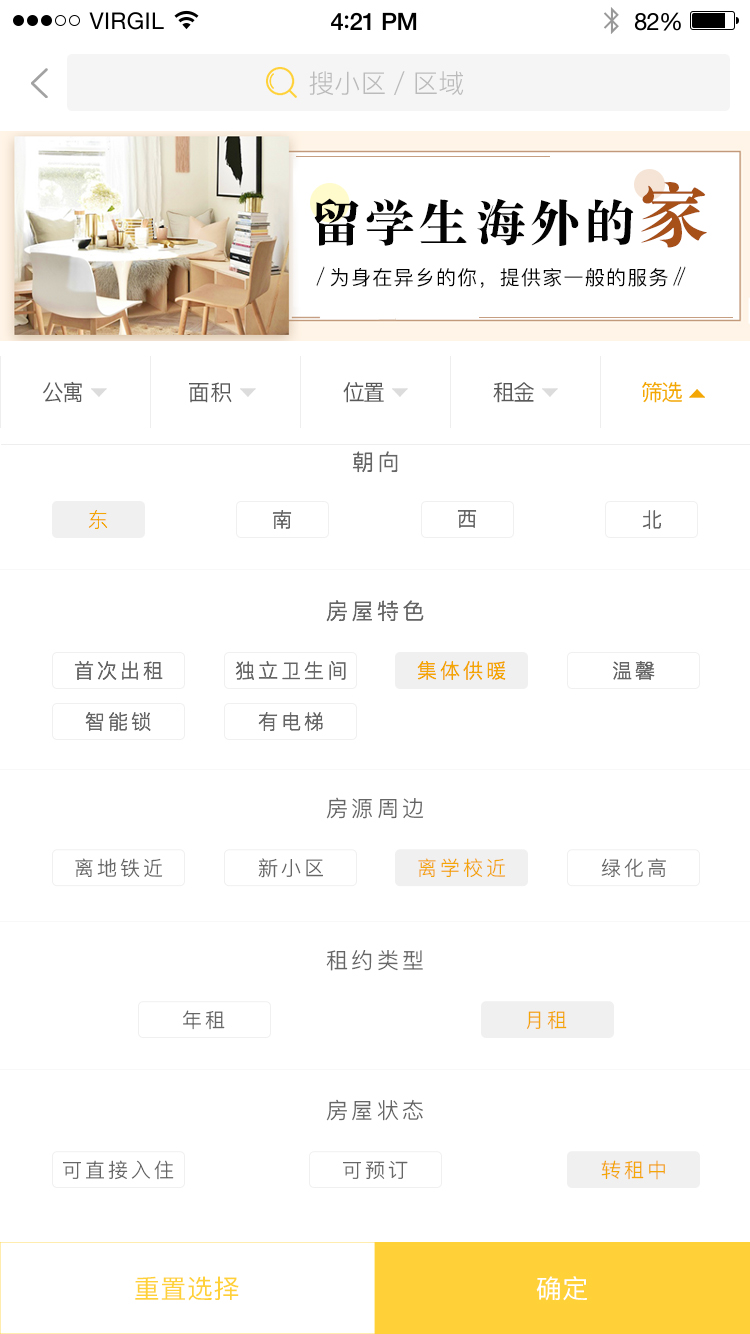 VIRGIL 4:21 PM 82%
搜小区 / 区域
留学生海外的家
/ 为身在异乡的你，提供家一般的服务 //
公寓 面积 位置 租金 筛选
朝向
东 南 西 北
房屋特色
首次出租 独立卫生间 集体供暖 温馨
智能锁 有电梯
房源周边
离地铁近 新小区 离学校近 绿化高
租约类型
年租 月租
房屋状态
可直接入住 可预订 转租中
重置选择 确定